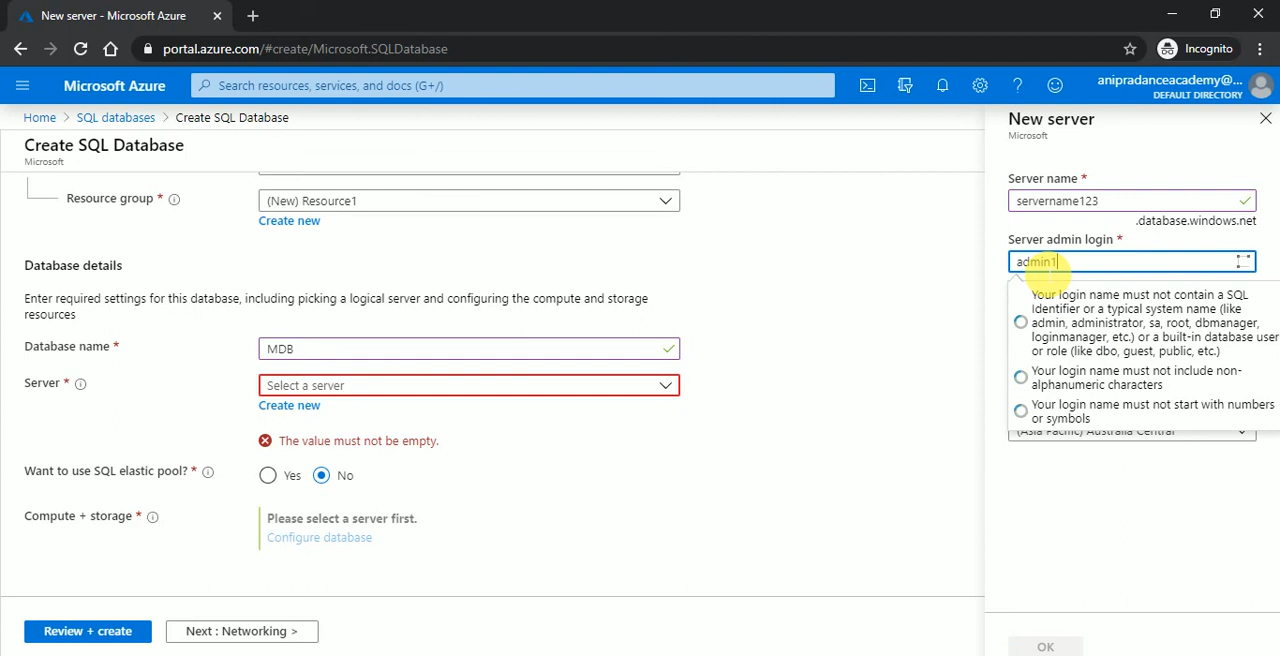 New server - Microsoft Azure
portal.azure.com/#create/Microsoft.SQLDatabase
Incognito
Microsoft Azure
Search resources, services, and docs (G+/)
anipradanceacademy@...
DEFAULT DIRECTORY
Home > SQL databases > Create SQL Database
Create SQL Database
Microsoft
Resource group *
(New) Resource1
Create new
Database details
Enter required settings for this database, including picking a logical server and configuring the compute and storage
resources
Database name *
MDB
Server *
Select a server
Create new
The value must not be empty.
Want to use SQL elastic pool? *
Yes
No
Compute + storage *
Please select a server first.
Configure database
Review + create
Next : Networking >
New server
Microsoft
Server name *
servername123
.database.windows.net
Server admin login *
admin1
Your login name must not contain a SQL
Identifier or a typical system name (like
admin, administrator, sa, root, dbmanager,
loginmanager, etc.) or a built-in database user
or role (like dbo, guest, public, etc.)
Your login name must not include non-
alphanumeric characters
Your login name must not start with numbers
or symbols
(Asia Pacific) Australia Central
OK